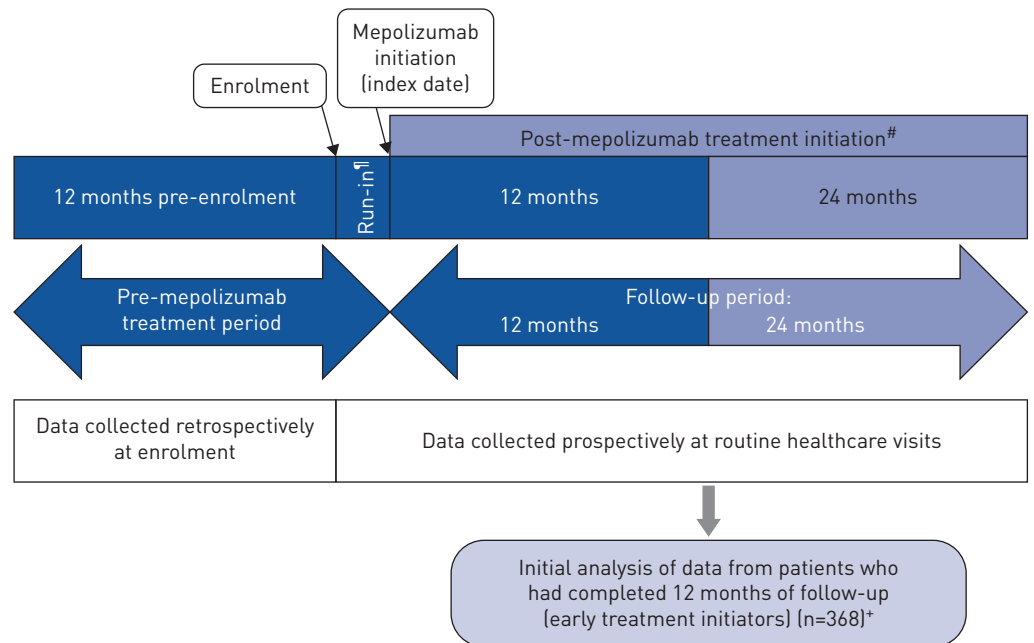 Mepolizumab
initiation
(index date)
Enrolment
Post-mepolizumab treatment initiation#
12 months pre-enrolment
Run-in¶
12 months
24 months
Pre-mepolizumab
treatment period
Follow-up period:
12 months
24 months
Data collected retrospectively
at enrolment
Data collected prospectively at routine healthcare visits
Initial analysis of data from patients who
had completed 12 months of follow-up
(early treatment initiators) (n=368)+